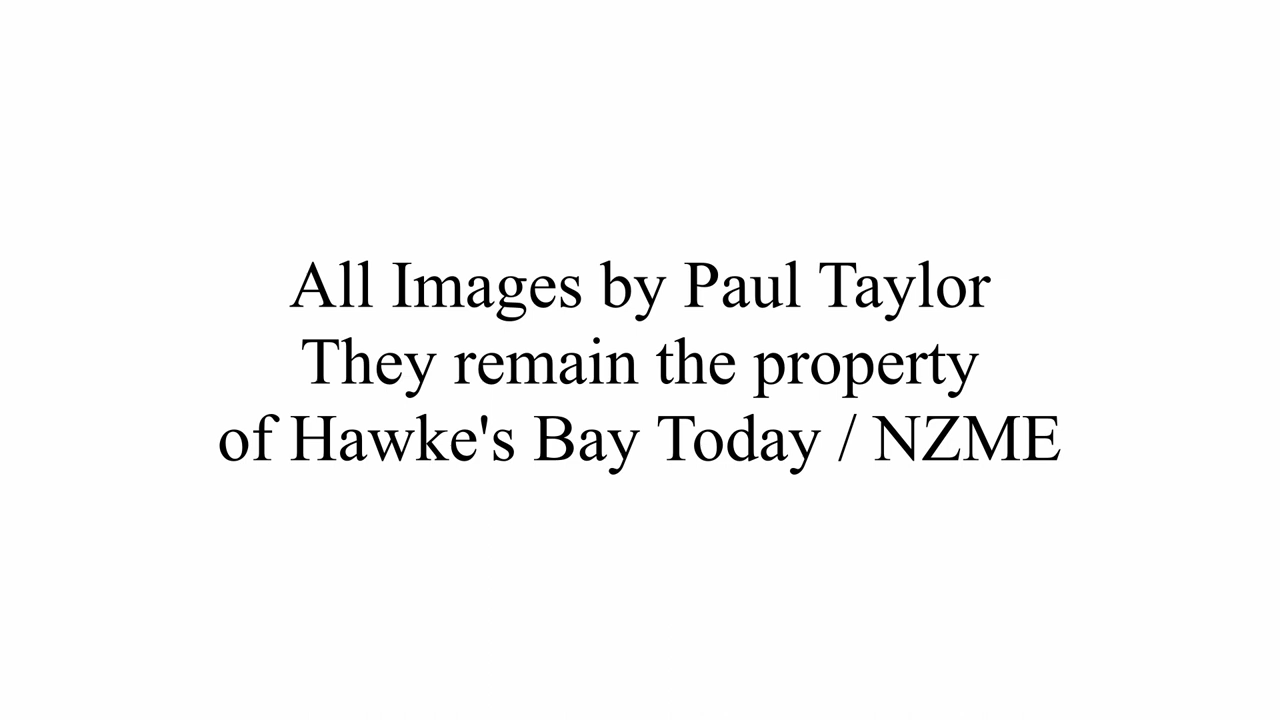 All Images by Paul Taylor
They remain the property
of Hawke's Bay Today / NZME